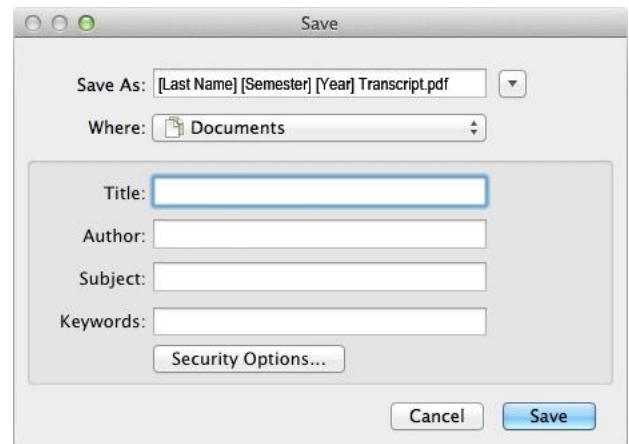 Save
Save As: [Last Name] [Semester] [Year] Transcript.pdf
Where: Documents
Title:
Author:
Subject:
Keywords:
Security Options...
Cancel Save